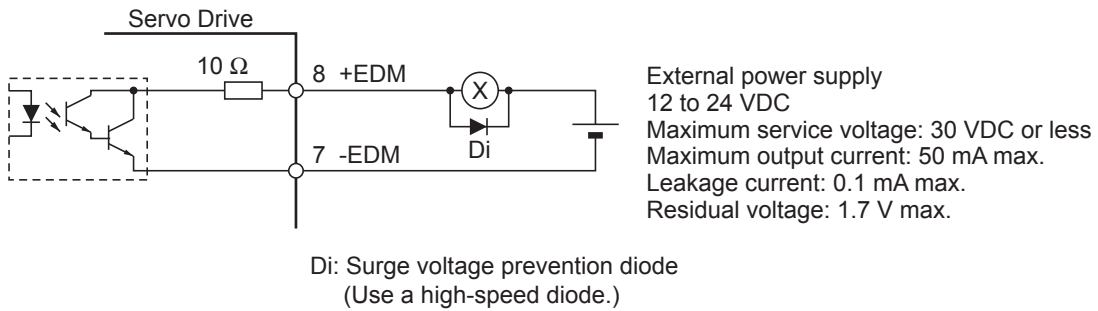 Servo Drive
10 Ω
8 +EDM
X
Di
7 -EDM
External power supply
12 to 24 VDC
Maximum service voltage: 30 VDC or less
Maximum output current: 50 mA max.
Leakage current: 0.1 mA max.
Residual voltage: 1.7 V max.
Di: Surge voltage prevention diode
(Use a high-speed diode.)